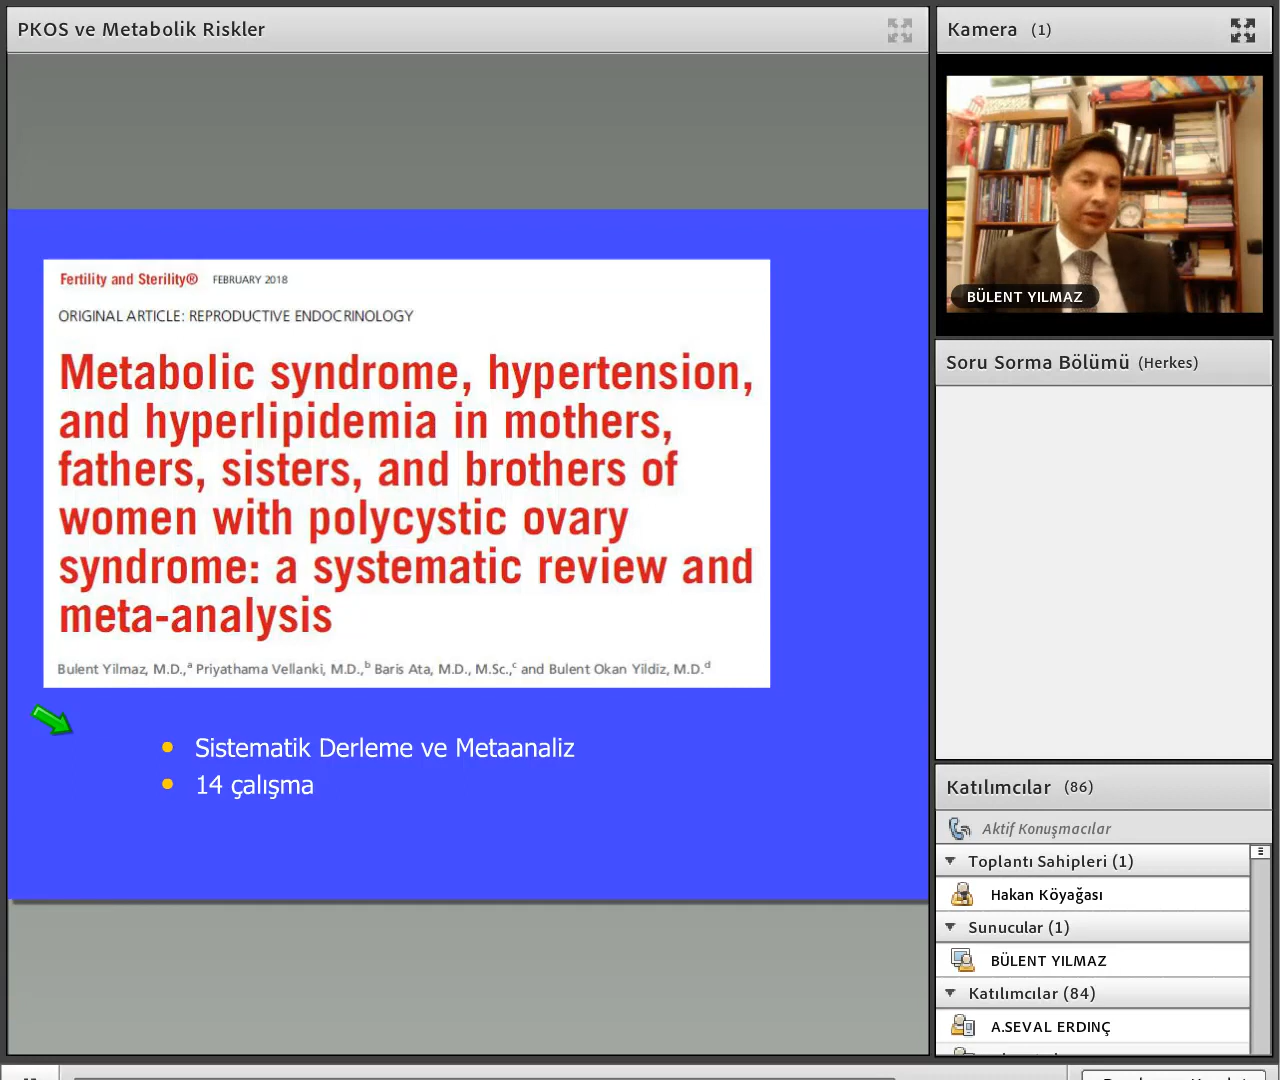 PKOS ve Metabolik Riskler
Fertility and Sterility® FEBRUARY 2018
ORIGINAL ARTICLE: REPRODUCTIVE ENDOCRINOLOGY
Metabolic syndrome, hypertension,
and hyperlipidemia in mothers,
fathers, sisters, and brothers of
women with polycystic ovary
syndrome: a systematic review and
meta-analysis
Bulent Yilmaz, M.D.,a Priyathama Vellanki, M.D.,b Baris Ata, M.D., M.Sc.,c and Bulent Okan Yildiz, M.D.d
• Sistematik Derleme ve Metaanaliz
• 14 çalışma
Kamera (1)
BÜLENT YILMAZ
Soru Sorma Bölümü (Herkes)
Katılımcılar (86)
Aktif Konuşmacılar
Toplantı Sahipleri (1)
Hakan Köyağası
Sunucular (1)
BÜLENT YILMAZ
Katılımcılar (84)
A.SEVAL ERDINÇ